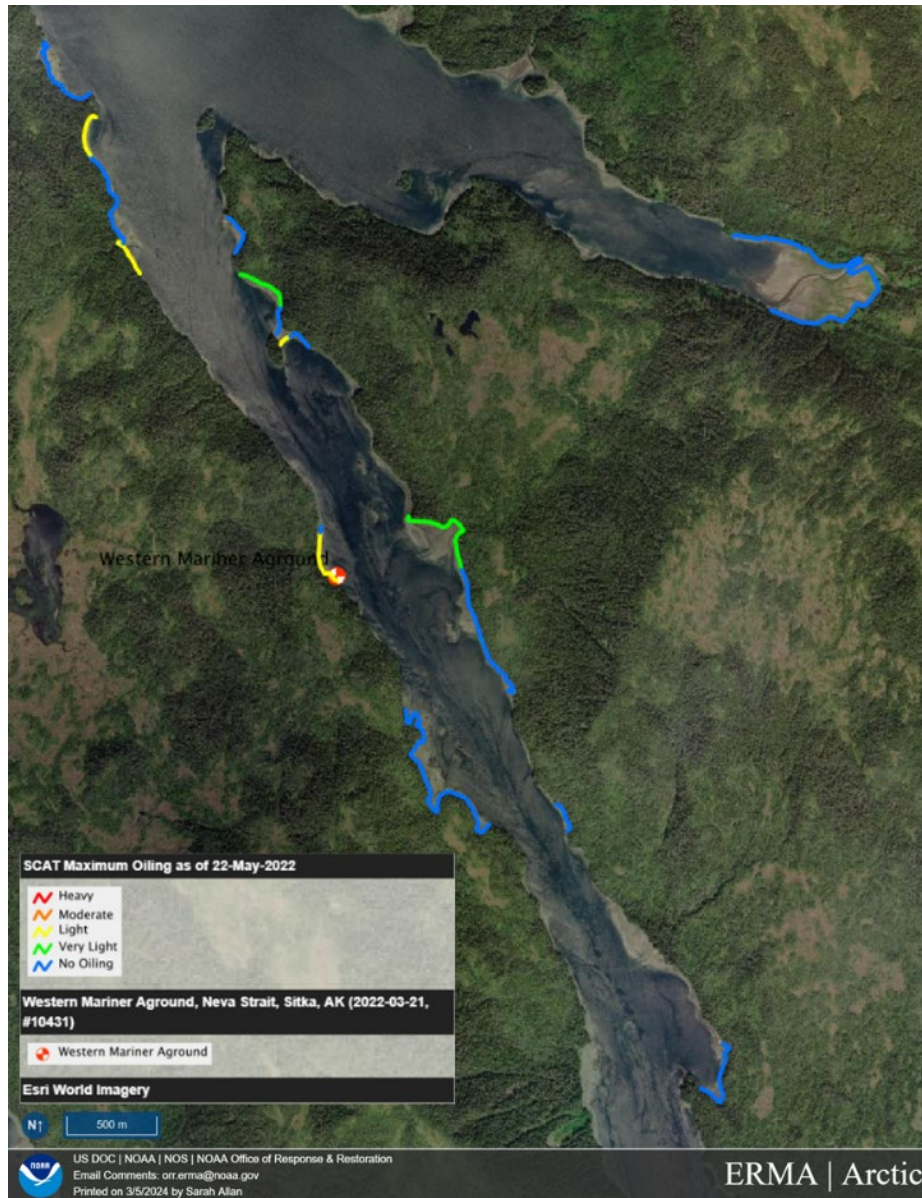 Western Mariner Aground
SCAT Maximum Oiling as of 22-May-2022
Heavy
Moderate
Light
Very Light
No Oiling
Western Mariner Aground, Neva Strait, Sitka, AK (2022-03-21,
#10431)
Western Mariner Aground
Esri World Imagery
N↑
500 m
NOAA
US DOC | NOAA | NOS | NOAA Office of Response & Restoration
Email Comments: orr.erma@noaa.gov
Printed on 3/5/2024 by Sarah Allan
ERMA | Arctic